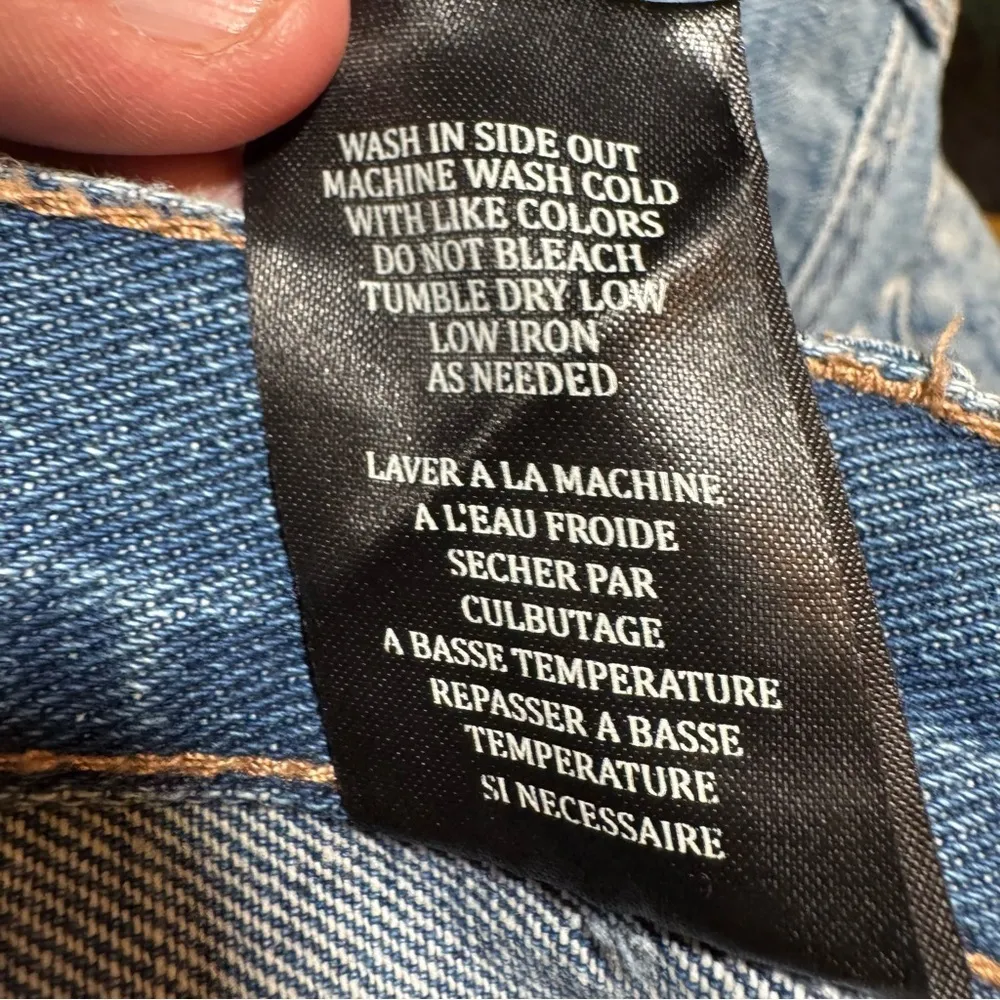 WASH IN SIDE OUT
MACHINE WASH COLD
WITH LIKE COLORS
DO NOT BLEACH
TUMBLE DRY LOW
LOW IRON
AS NEEDED
LAVER A LA MACHINE
A L'EAU FROIDE
SECHER PAR
CULBUTAGE
A BASSE TEMPERATURE
REPASSER A BASSE
TEMPERATURE
SI NECESSAIRE